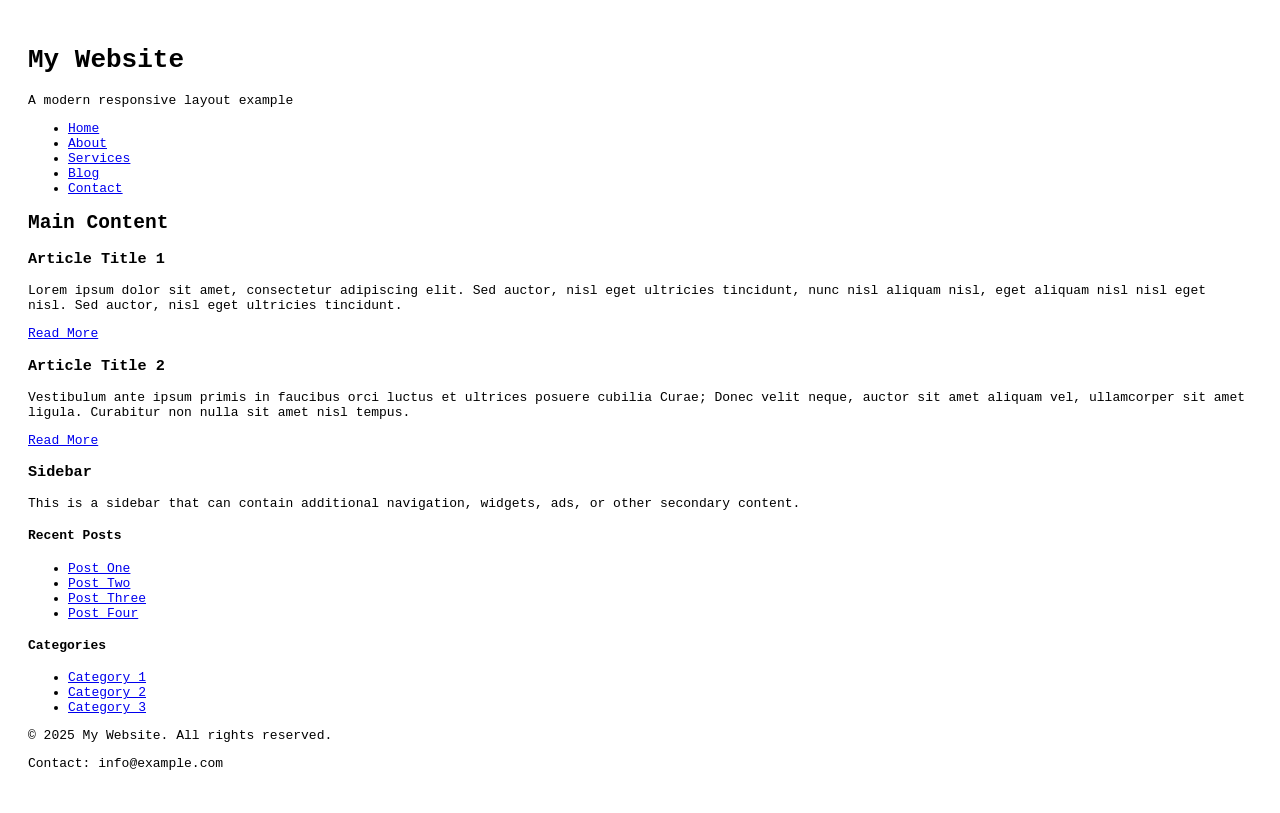 My Website
A modern responsive layout example
• Home
• About
• Services
• Blog
• Contact
Main Content
Article Title 1
Lorem ipsum dolor sit amet, consectetur adipiscing elit. Sed auctor, nisl eget ultricies tincidunt, nunc nisl aliquam nisl, eget aliquam nisl nisl eget
nisl. Sed auctor, nisl eget ultricies tincidunt.
Read More
Article Title 2
Vestibulum ante ipsum primis in faucibus orci luctus et ultrices posuere cubilia Curae; Donec velit neque, auctor sit amet aliquam vel, ullamcorper sit amet
ligula. Curabitur non nulla sit amet nisl tempus.
Read More
Sidebar
This is a sidebar that can contain additional navigation, widgets, ads, or other secondary content.
Recent Posts
• Post One
• Post Two
• Post Three
• Post Four
Categories
• Category 1
• Category 2
• Category 3
© 2025 My Website. All rights reserved.
Contact: info@example.com